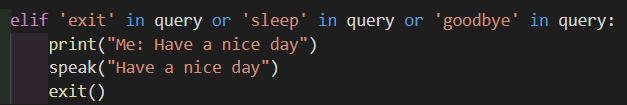 elif 'exit' in query or 'sleep' in query or 'goodbye' in query:
print("Me: Have a nice day")
speak("Have a nice day")
exit()